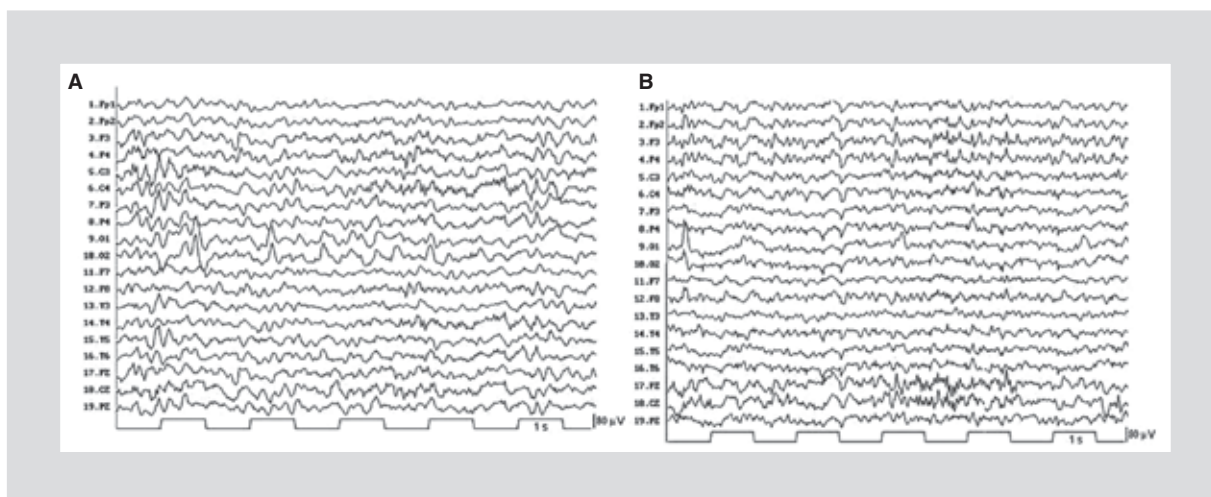 A
1.Fp1
2.Fp2
3.F3
4.F4
5.C3
6.C4
7.P3
8.P4
9.O1
10.O2
11.F7
12.F8
13.T3
14.T4
15.T5
16.T6
17.FZ
18.CZ
19.PZ
1 s
80 μV
B
1.Fp1
2.Fp2
3.F3
4.F4
5.C3
6.C4
7.P3
8.P4
9.O1
10.O2
11.F7
12.F8
13.T3
14.T4
15.T5
16.T6
17.FZ
18.CZ
19.PZ
1 s
80 μV